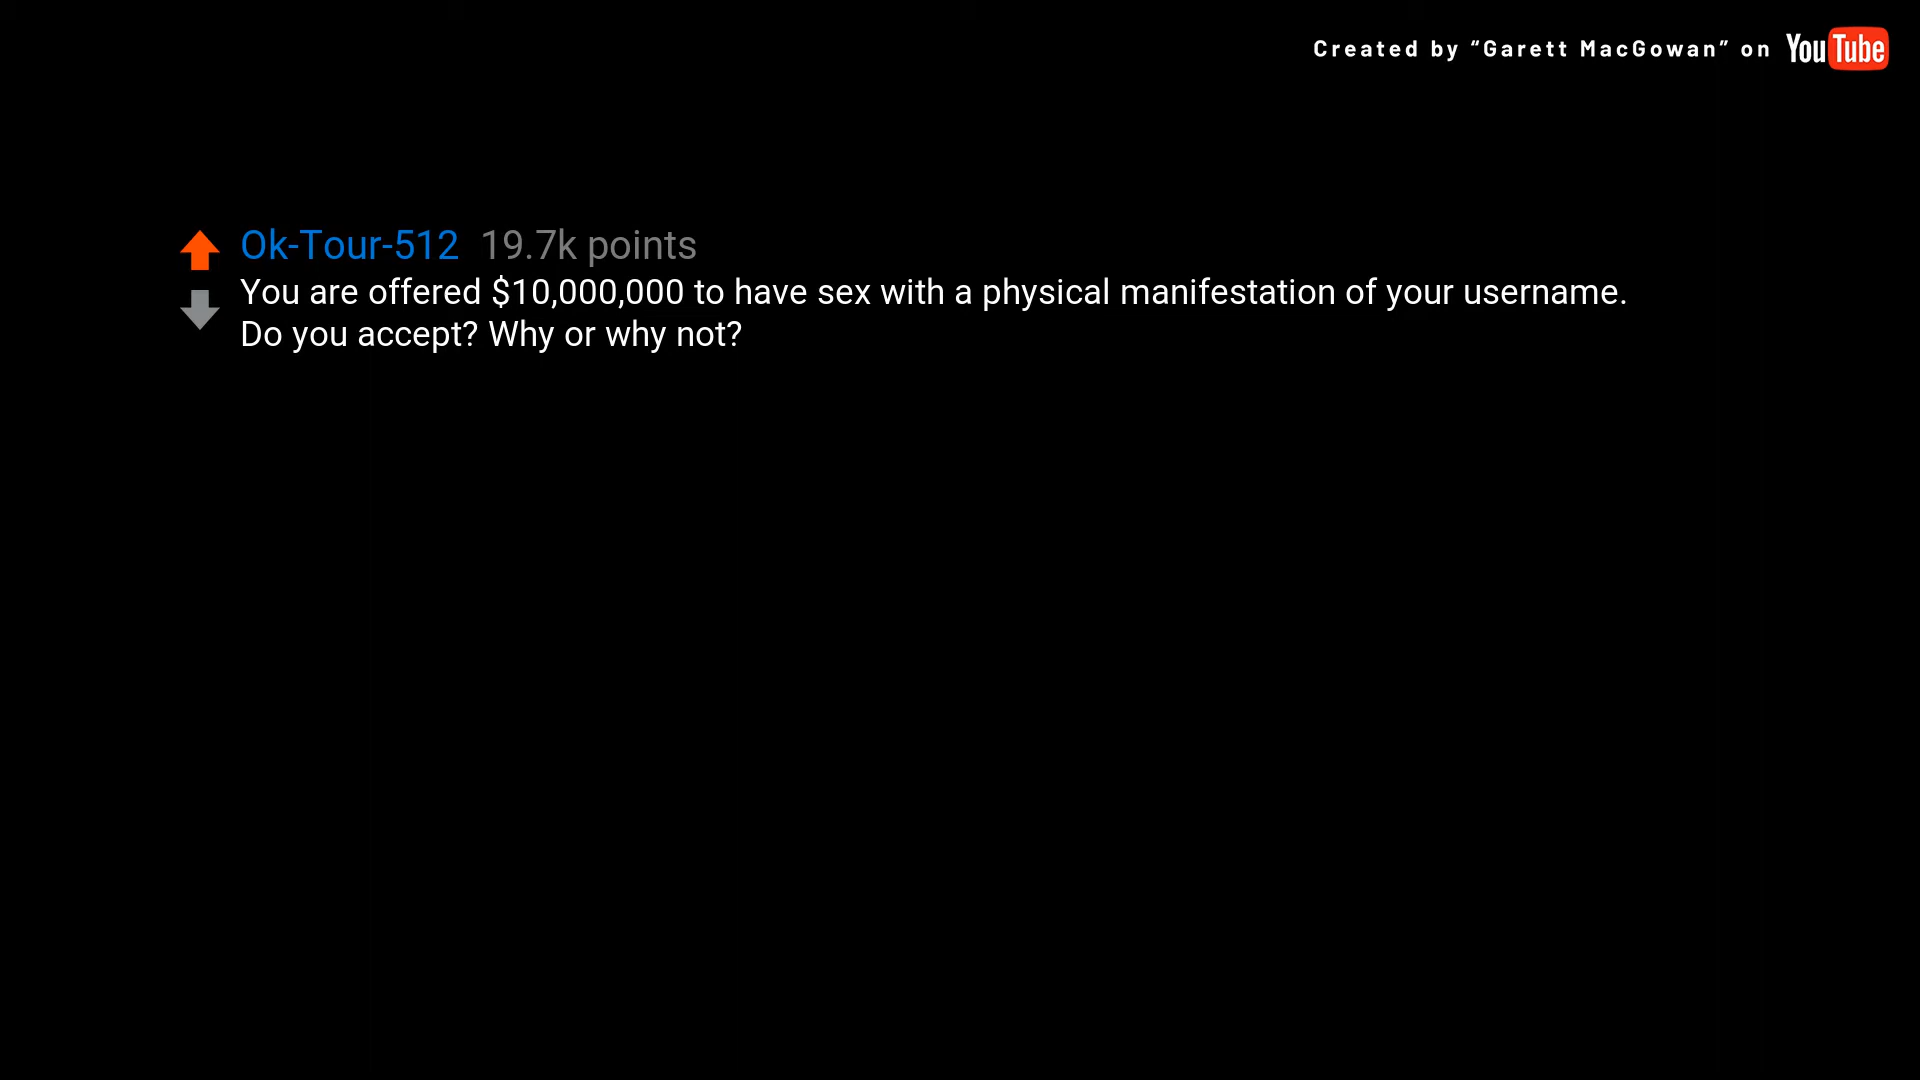 Created by “Garett MacGowan” on YouTube
Ok-Tour-512 19.7k points
You are offered $10,000,000 to have sex with a physical manifestation of your username.
Do you accept? Why or why not?